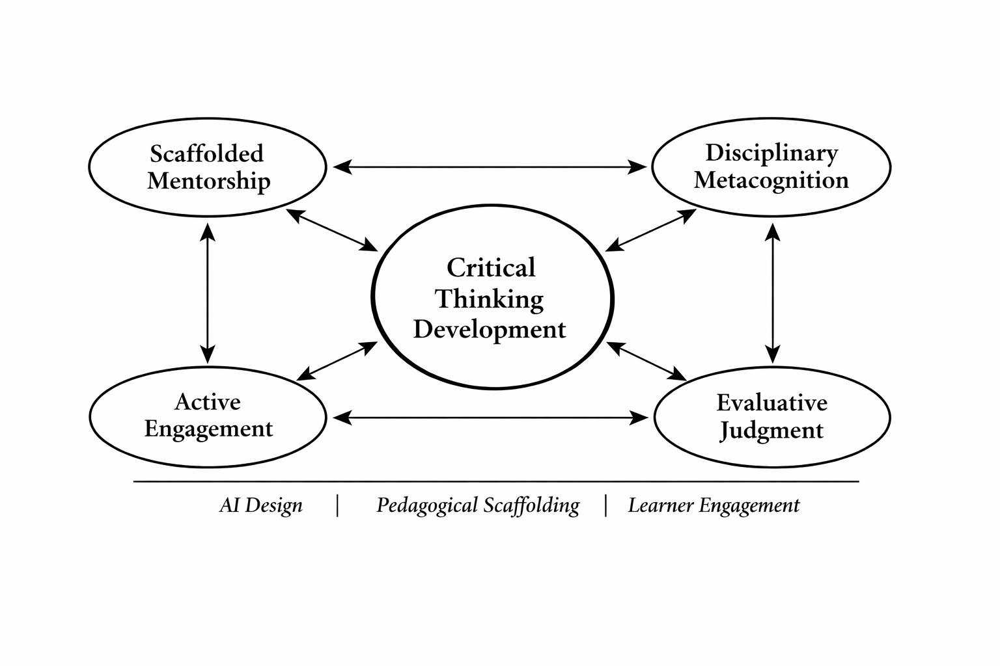 Scaffolded
Mentorship
Disciplinary
Metacognition
Critical
Thinking
Development
Active
Engagement
Evaluative
Judgment
AI Design | Pedagogical Scaffolding | Learner Engagement